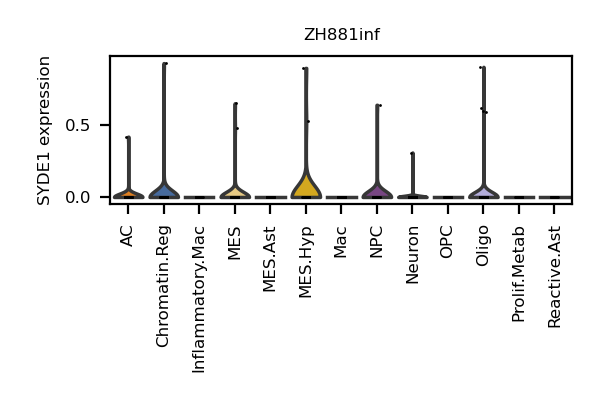 ZH881inf
SYDE1 expression
0.5
0.0
AC
Chromatin.Reg
Inflammatory.Mac
MES
MES.Ast
MES.Hyp
Mac
NPC
Neuron
OPC
Oligo
Prolif.Metab
Reactive.Ast